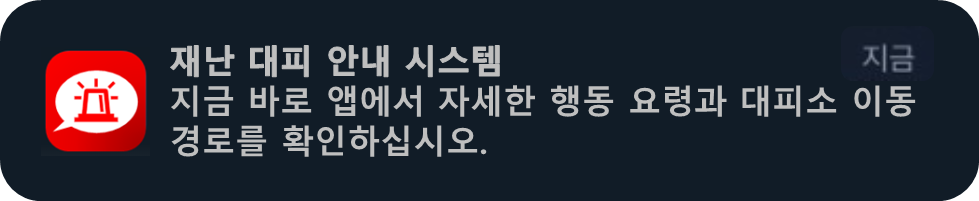 재난 대피 안내 시스템
지금
지금 바로 앱에서 자세한 행동 요령과 대피소 이동
경로를 확인하십시오.